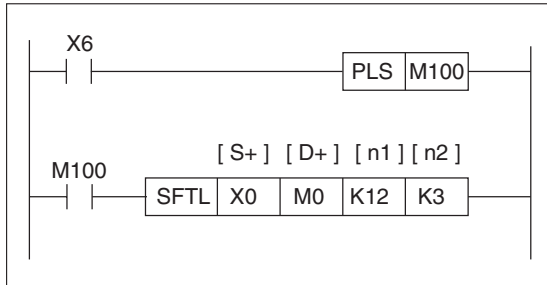 X6
PLS M100
[ S+ ] [ D+ ] [ n1 ] [ n2 ]
M100
SFTL X0 M0 K12 K3